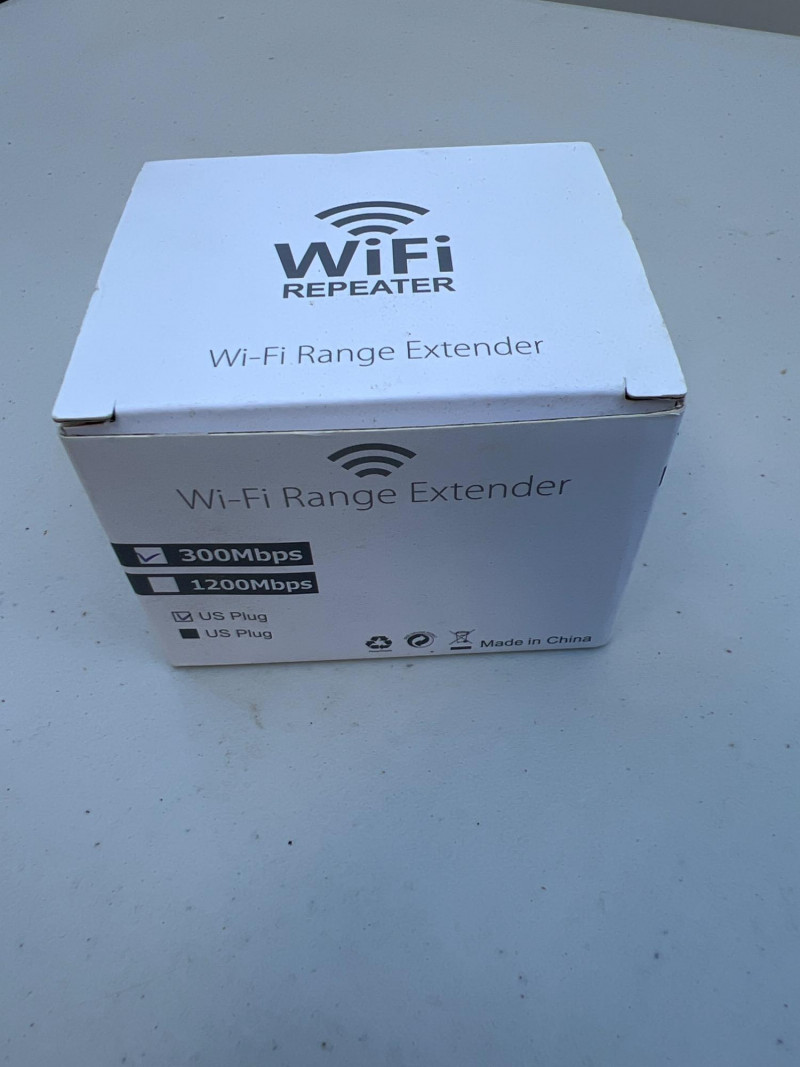 WiFi
REPEATER
Wi-Fi Range Extender
Wi-Fi Range Extender
300Mbps
1200Mbps
US Plug
US Plug
Made in China